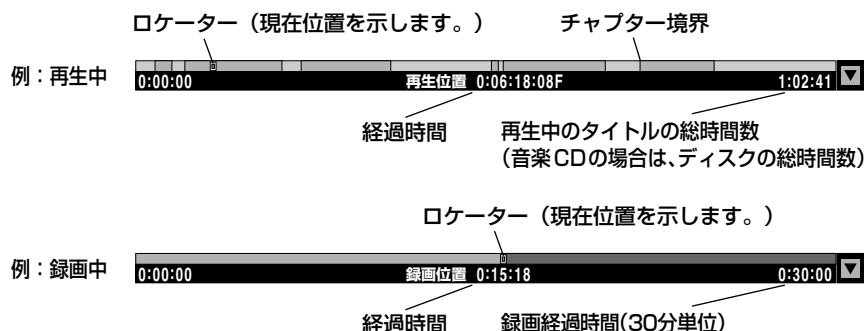 ロケーター（現在位置を示します。） チャプター境界
例：再生中
0:00:00 再生位置 0:06:18:08F 1:02:41
経過時間 再生中のタイトルの総時間数
（音楽CDの場合は、ディスクの総時間数）
ロケーター（現在位置を示します。）
例：録画中
0:00:00 録画位置 0:15:18 0:30:00
経過時間 録画経過時間(30分単位)